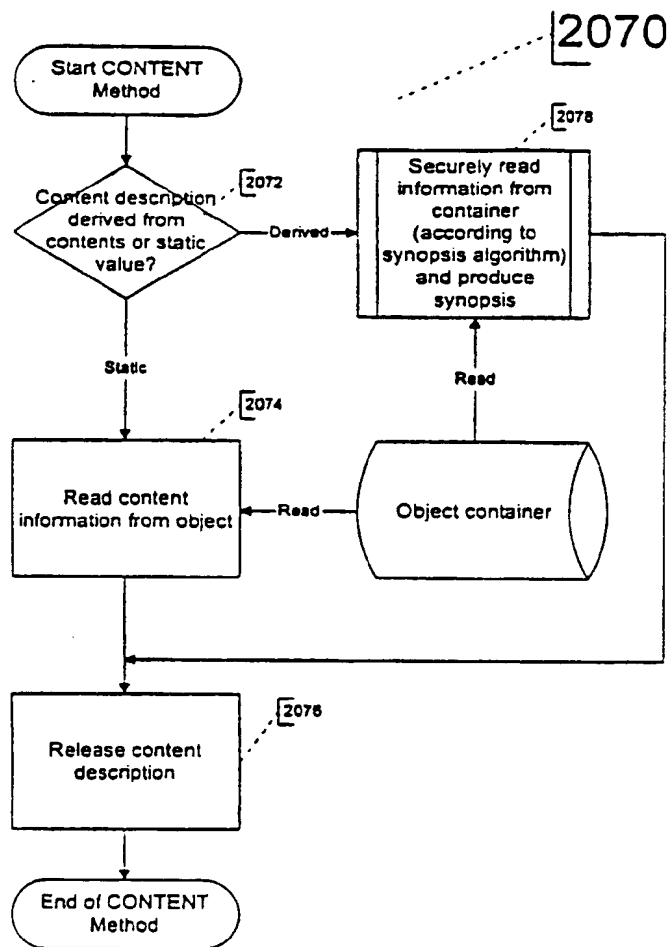 2070
Start CONTENT
Method
2078
Securely read
information from
container
(according to
synopsis algorithm)
and produce
synopsis
2072
Content description
derived from
contents or static
value?
Derived
Static
Read
2074
Read content
information from object
Read
Object container
2076
Release content
description
End of CONTENT
Method